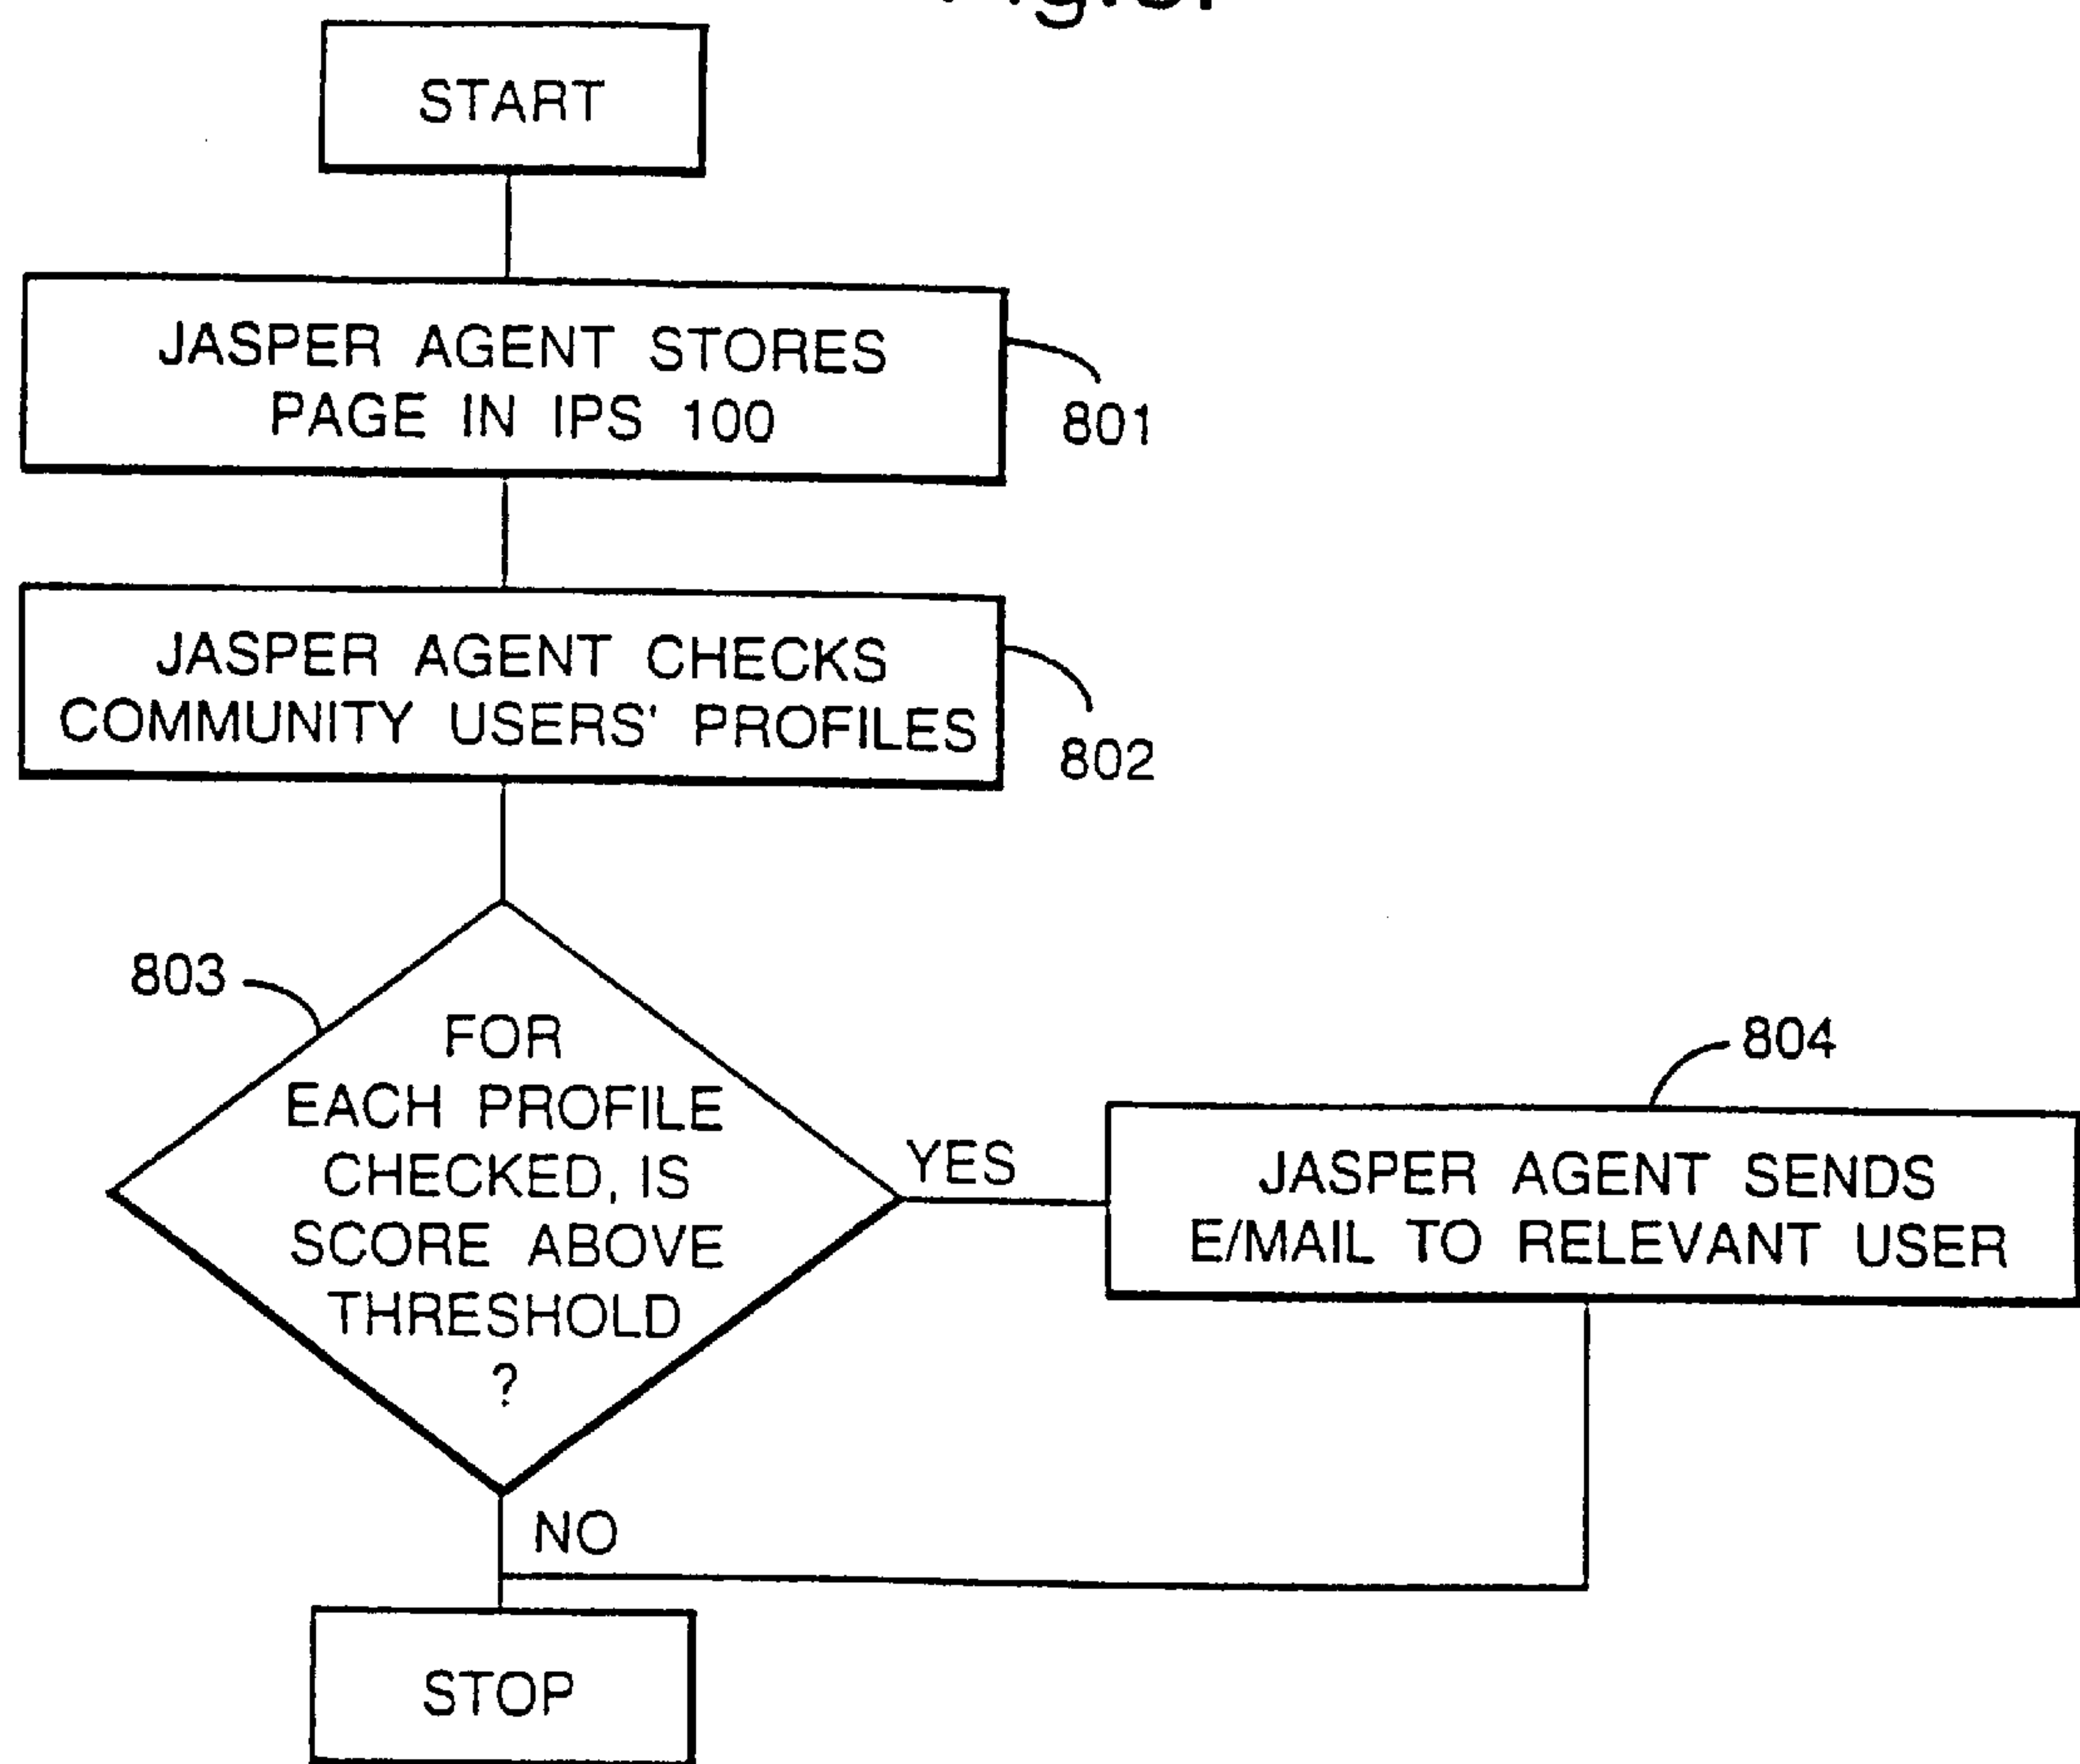 START
JASPER AGENT STORES
PAGE IN IPS 100
801
JASPER AGENT CHECKS
COMMUNITY USERS' PROFILES
802
803
FOR
EACH PROFILE
CHECKED, IS
SCORE ABOVE
THRESHOLD
?
YES
804
JASPER AGENT SENDS
E/MAIL TO RELEVANT USER
NO
STOP